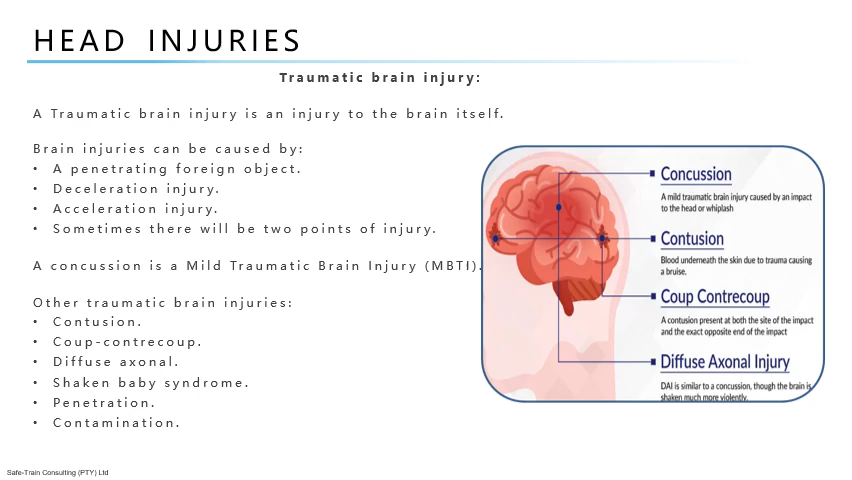 HEAD INJURIES
Traumatic brain injury:
A Traumatic brain injury is an injury to the brain itself.
Brain injuries can be caused by:
• A penetrating foreign object.
• Deceleration injury.
• Acceleration injury.
• Sometimes there will be two points of injury.
A concussion is a Mild Traumatic Brain Injury (MBTI).
Other traumatic brain injuries:
• Contusion.
• Coup-contrecoup.
• Diffuse axonal.
• Shaken baby syndrome.
• Penetration.
• Contamination.
Concussion
A mild traumatic brain injury caused by an impact
to the head or whiplash
Contusion
Blood underneath the skin due to trauma causing
a bruise.
Coup Contrecoup
A contusion present at both the site of the impact
and the exact opposite end of the impact
Diffuse Axonal Injury
DAI is similar to a concussion, though the brain is
shaken much more violently.
Safe-Train Consulting (PTY) Ltd